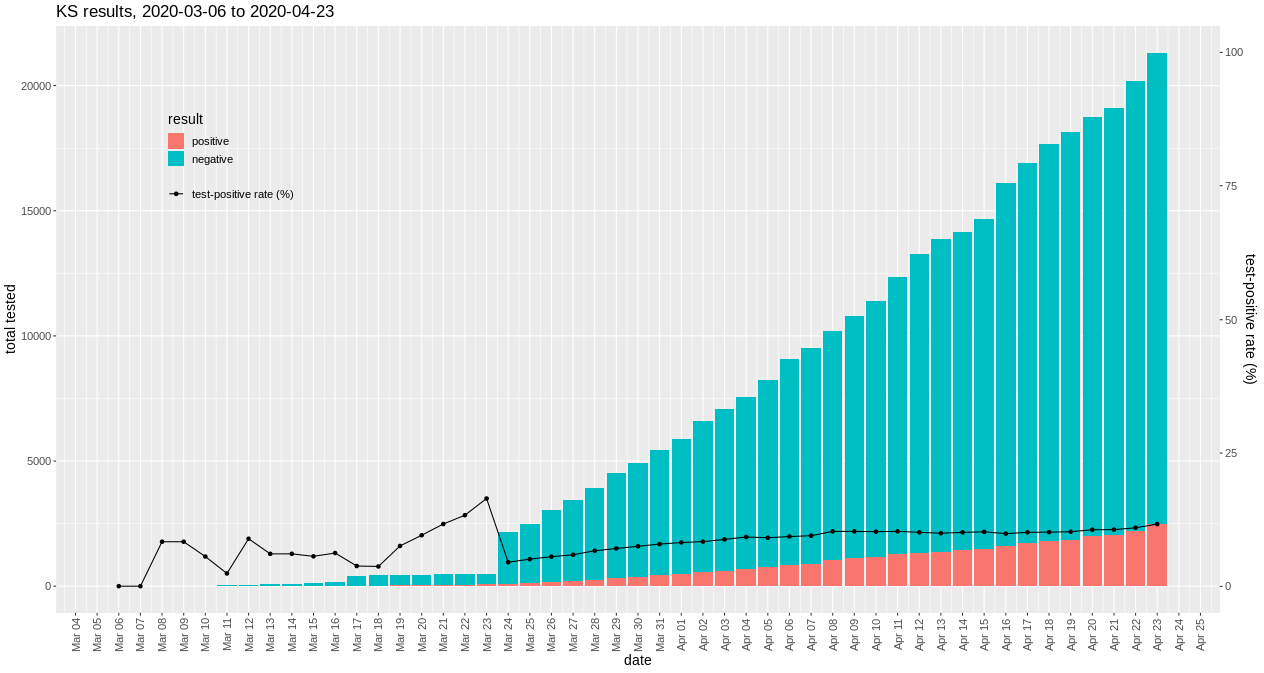 KS results, 2020-03-06 to 2020-04-23
total tested
20000
15000
10000
5000
0
result
positive
negative
test-positive rate (%)
100
75
50
25
0
test-positive rate (%)
Mar 04
Mar 05
Mar 06
Mar 07
Mar 08
Mar 09
Mar 10
Mar 11
Mar 12
Mar 13
Mar 14
Mar 15
Mar 16
Mar 17
Mar 18
Mar 19
Mar 20
Mar 21
Mar 22
Mar 23
Mar 24
Mar 25
Mar 26
Mar 27
Mar 28
Mar 29
Mar 30
Mar 31
Apr 01
Apr 02
Apr 03
Apr 04
Apr 05
Apr 06
Apr 07
Apr 08
Apr 09
Apr 10
Apr 11
Apr 12
Apr 13
Apr 14
Apr 15
Apr 16
Apr 17
Apr 18
Apr 19
Apr 20
Apr 21
Apr 22
Apr 23
Apr 24
Apr 25
date